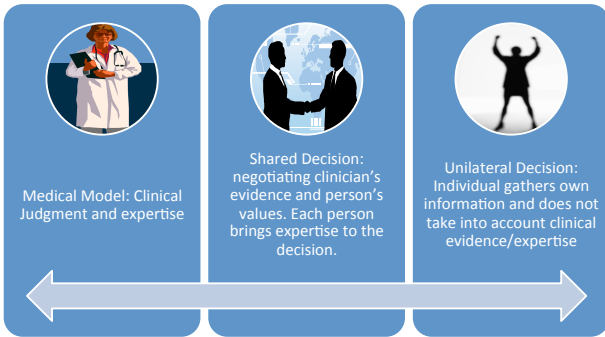 Medical Model: Clinical
Judgment and expertise
Shared Decision:
negotiating clinician's
evidence and person's
values. Each person
brings expertise to the
decision.
Unilateral Decision:
Individual gathers own
information and does not
take into account clinical
evidence/expertise